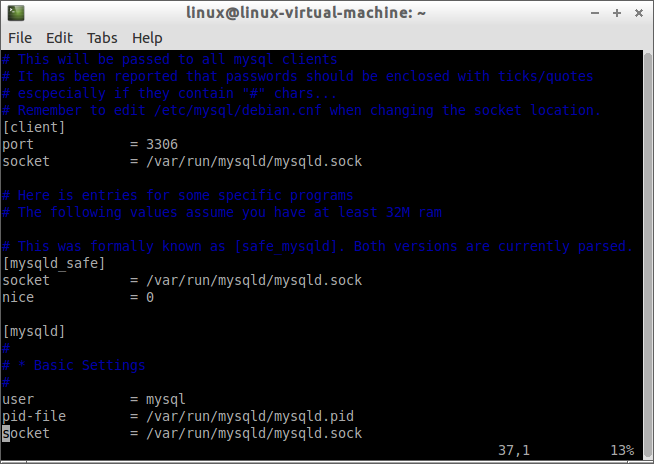 linux@linux-virtual-machine: ~
File Edit Tabs Help
# This will be passed to all mysql clients
# It has been reported that passwords should be enclosed with ticks/quotes
# escpecially if they contain "#" chars...
# Remember to edit /etc/mysql/debian.cnf when changing the socket location.
[client]
port            = 3306
socket          = /var/run/mysqld/mysqld.sock

# Here is entries for some specific programs
# The following values assume you have at least 32M ram

# This was formally known as [safe_mysqld]. Both versions are currently parsed.
[mysqld_safe]
socket          = /var/run/mysqld/mysqld.sock
nice            = 0

[mysqld]
#
# * Basic Settings
#
user            = mysql
pid-file        = /var/run/mysqld/mysqld.pid
socket          = /var/run/mysqld/mysqld.sock
37,1          13%